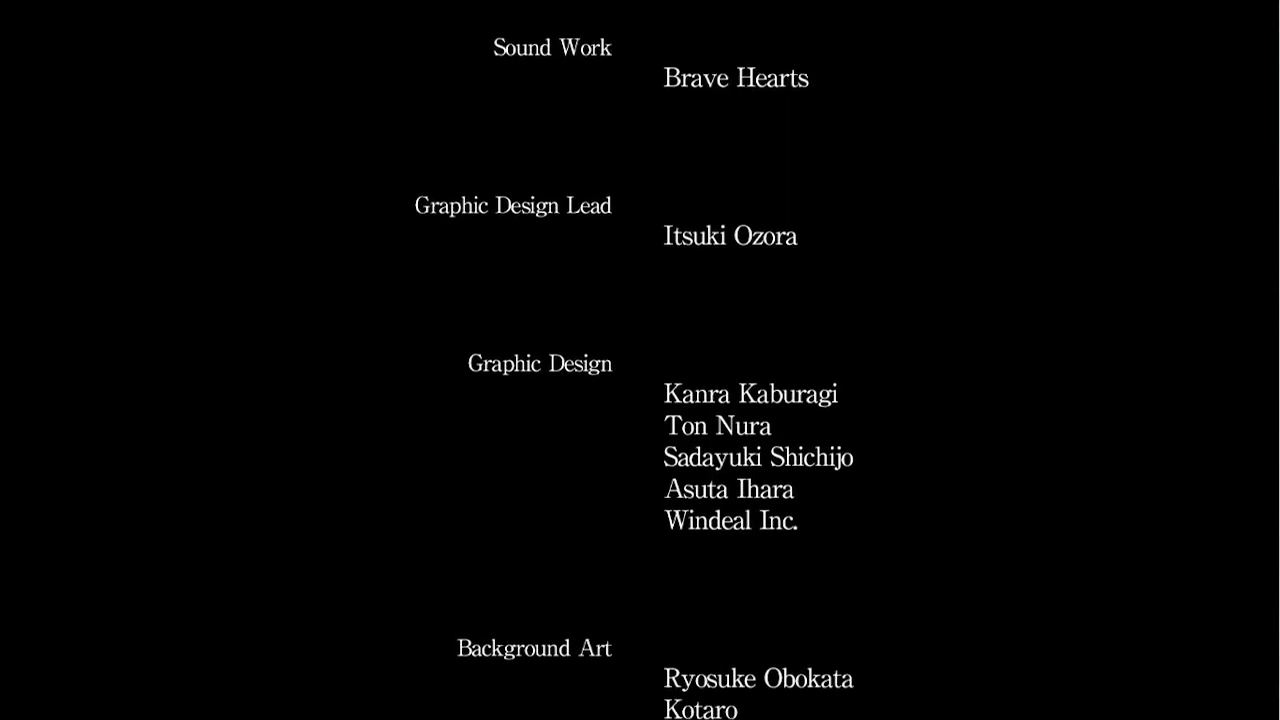 Sound Work
Brave Hearts
Graphic Design Lead
Itsuki Ozora
Graphic Design
Kanra Kaburagi
Ton Nura
Sadayuki Shichijo
Asuta Ihara
Windeal Inc.
Background Art
Ryosuke Obokata
Kotaro